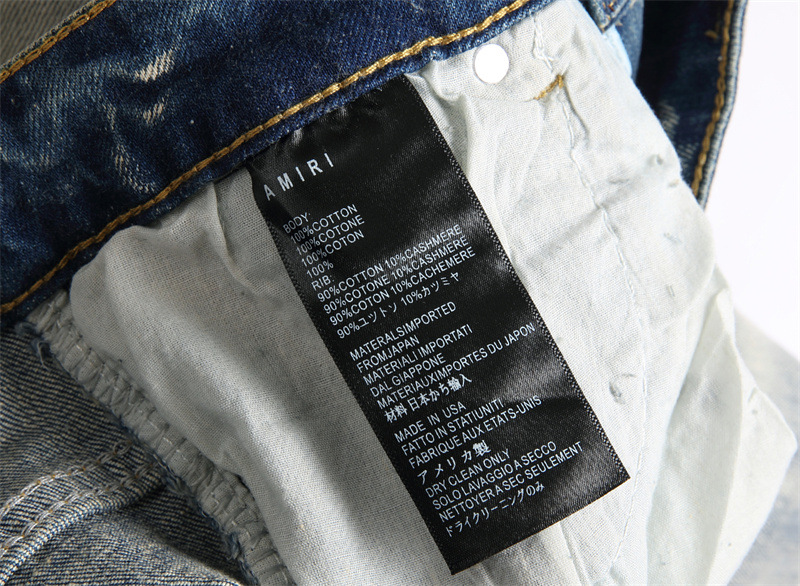 AMIRI
BODY:
100%COTTON
100%COTONE
100%COTON
100%
RIB:
90%COTTON 10%CASHMERE
90%COTONE 10%CASHMERE
90%COTON 10%CACHEMERE
90%ユットソ 10%カツミヤ
MATERALSIMPORTED
FROMJAPAN
MATERIALI IMPORTATI
DAL GIAPPONE
MATERIAUXIMPORTES DU JAPON
材料 日本から輸入
MADE IN USA
FATTO IN STATIUNITI
FABRIQUE AUX ETATS-UNIS
アメリカ製
DRY CLEAN ONLY
SOLO LAVAGGIO A SECCO
NETTOYER A SEC SEULEMENT
ドライクリーニングのみ